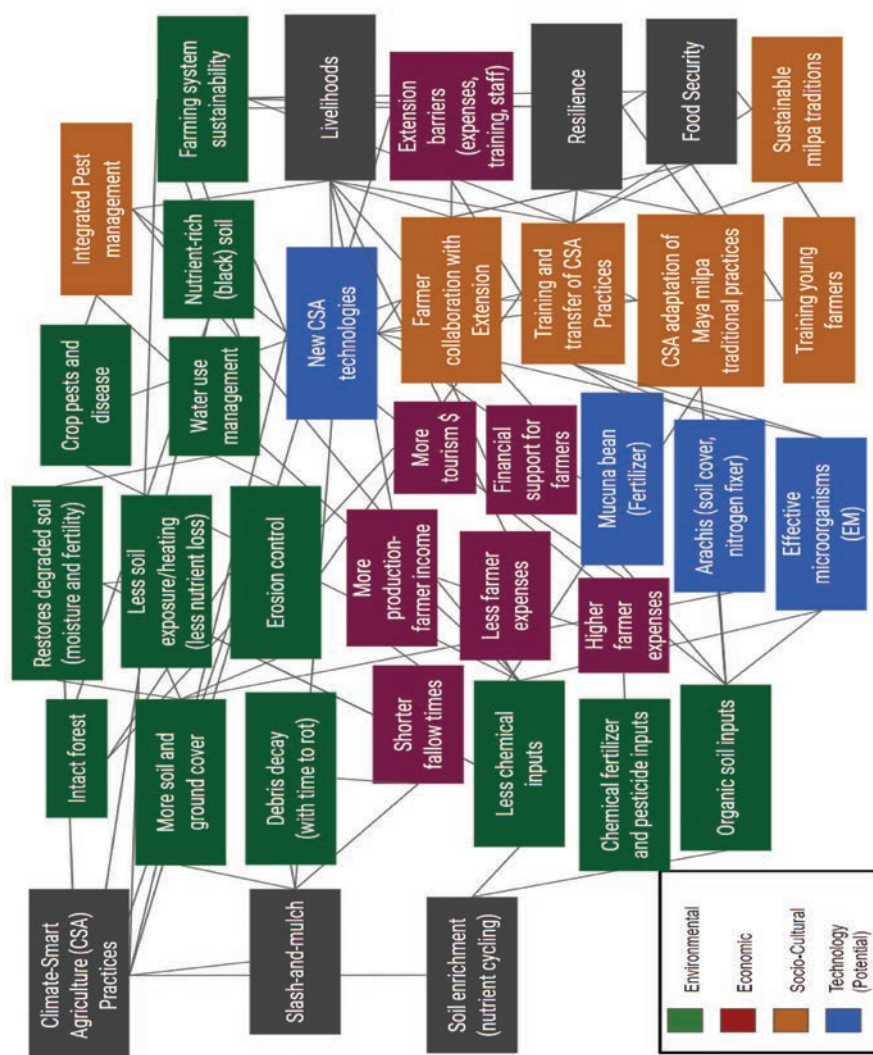 Climate-Smart
Agriculture (CSA)
Practices
Slash-and-mulch
Soil enrichment
(nutrient cycling)
Intact forest
More soil and
ground cover
Debris decay
(with time to rot)
Shorter
fallow times
Less chemical
inputs
Chemical fertilizer
and pesticide inputs
Organic soil inputs
Restores degraded soil
(moisture and fertility)
Less soil
exposure/heating
(less nutrient loss)
Erosion control
More
production-
farmer income
Less farmer
expenses
Higher
farmer
expenses
More
tourism $
Financial
support for
farmers
Mucuna bean
(Fertilizer)
Arachis (soil cover,
nitrogen fixer)
Effective
microorganisms
(EM)
Crop pests and
disease
Water use
management
Integrated Pest
management
Nutrient-rich
(black) soil
New CSA
technologies
Farmer
collaboration with
Extension
Training and
transfer of CSA
Practices
CSA adaptation of
Maya milpa
traditional practices
Training young
farmers
Farming system
sustainability
Livelihoods
Extension
barriers
(expenses,
training, staff)
Resilience
Food Security
Sustainable
milpa traditions
Environmental
Economic
Socio-Cultural
Technology
(Potential)